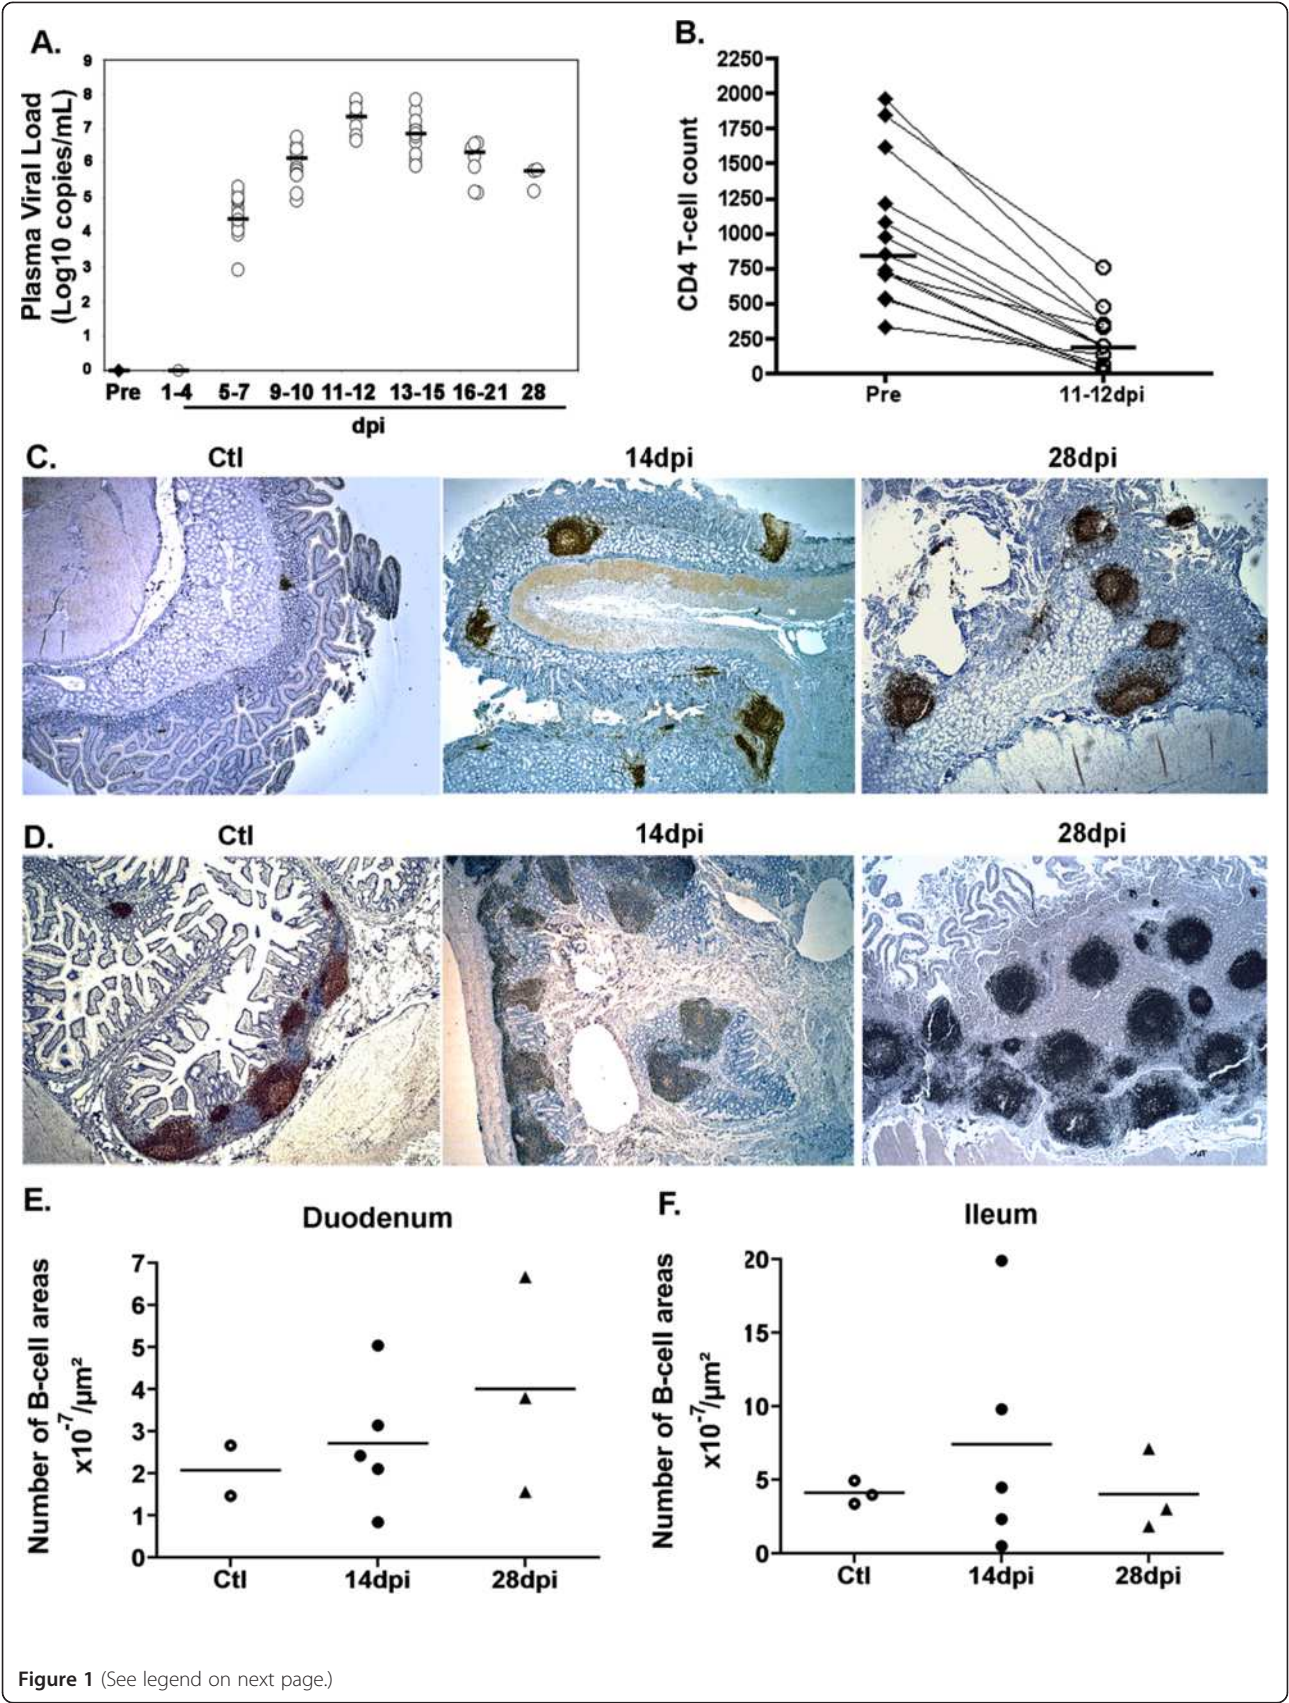 A.
Plasma Viral Load
(Log10 copies/mL)
9
8
7
6
5
4
3
2
1
0
Pre 1-4 5-7 9-10 11-12 13-15 16-21 28
dpi
B.
CD4 T-cell count
2250
2000
1750
1500
1250
1000
750
500
250
0
Pre 11-12dpi
C. Ctl 14dpi 28dpi
D. Ctl 14dpi 28dpi
E.
Duodenum
Number of B-cell areas
x10⁻⁷/µm²
7
6
5
4
3
2
1
0
Ctl 14dpi 28dpi
F.
Ileum
Number of B-cell areas
x10⁻⁷/µm²
20
15
10
5
0
Ctl 14dpi 28dpi
Figure 1 (See legend on next page.)